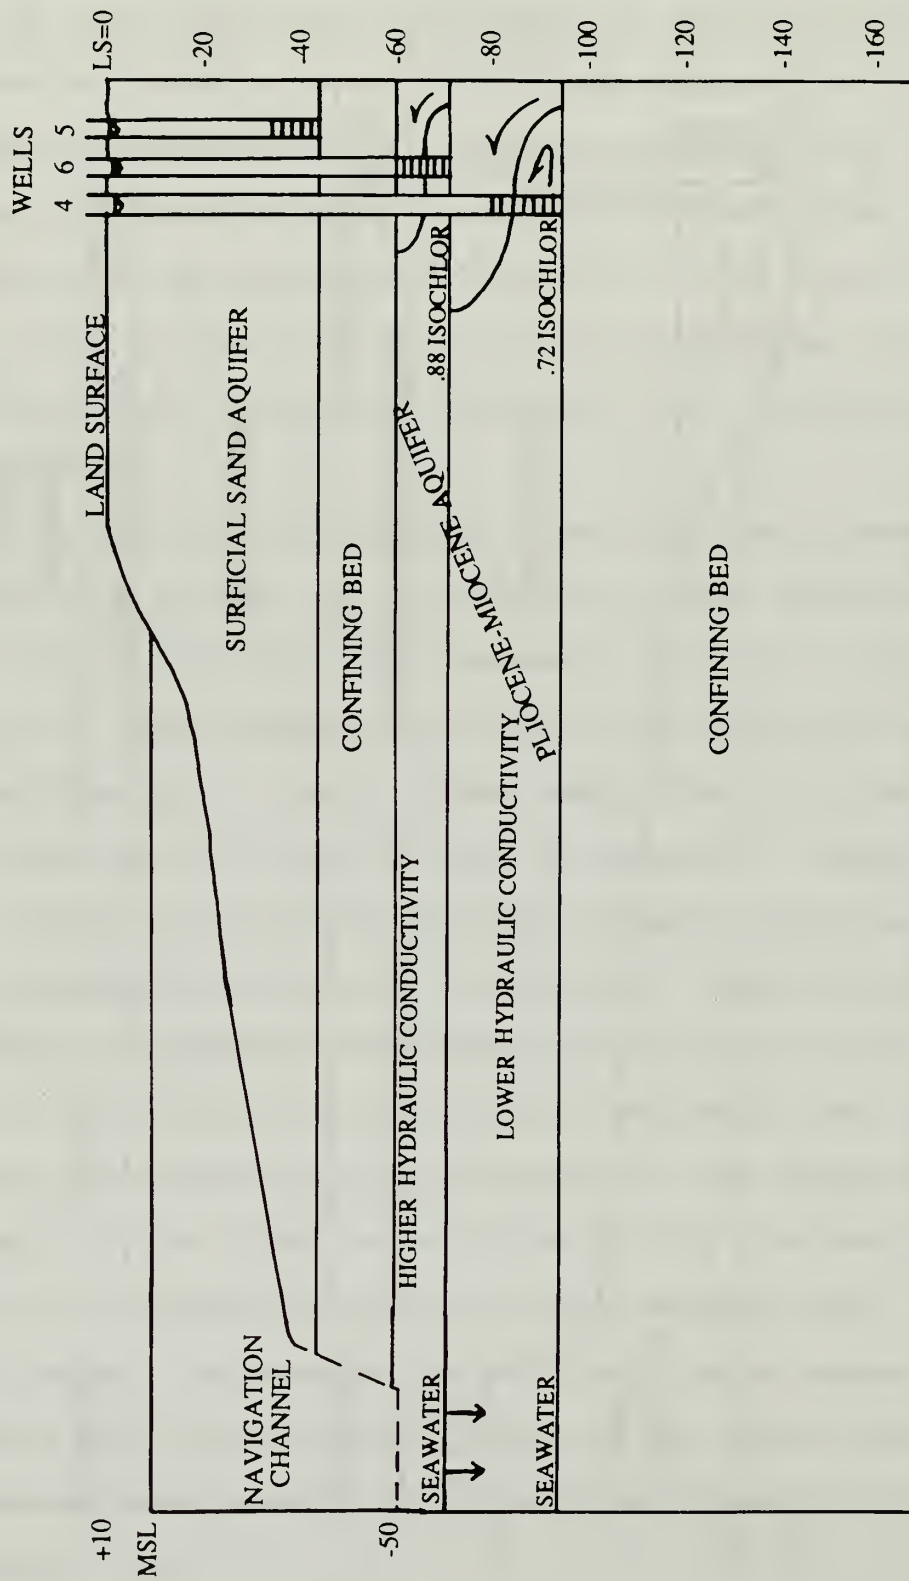 WELLS
4 6 5
LS=0
-20
-40
-60
-80
-100
-120
-140
-160
LAND SURFACE
SURFICIAL SAND AQUIFER
CONFINING BED
.88 ISOCHLOR
.72 ISOCHLOR
PLIOCENE-MIOCENE AQUIFER
HIGHER HYDRAULIC CONDUCTIVITY
LOWER HYDRAULIC CONDUCTIVITY
CONFINING BED
NAVIGATION
CHANNEL
SEAWATER
SEAWATER
+10
MSL
-50